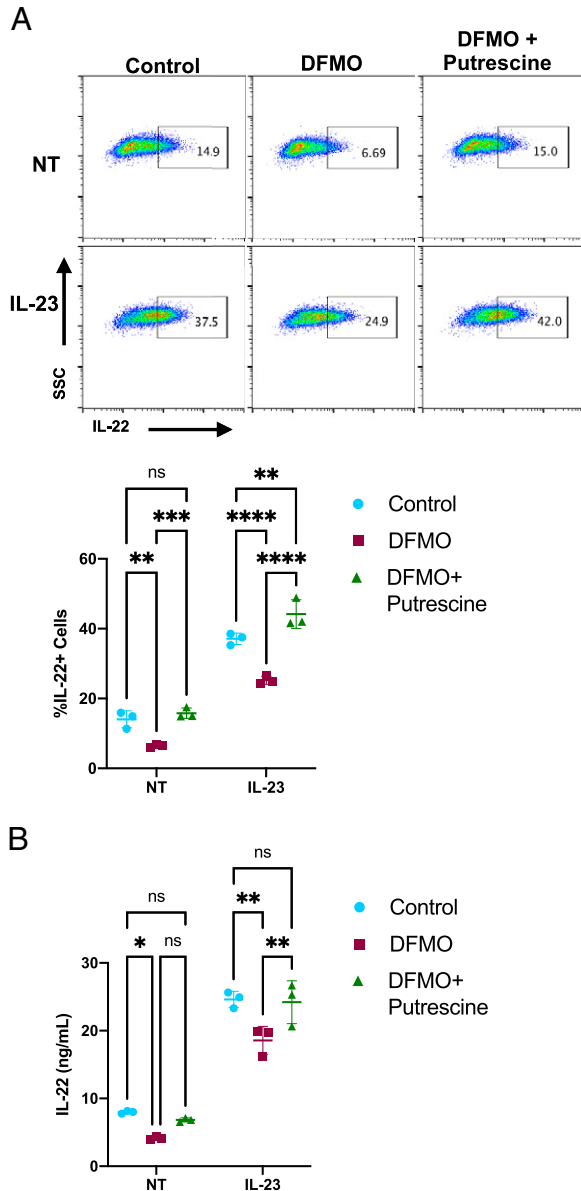 A
Control
DFMO
DFMO +
Putrescine
NT
14.9
6.69
15.0
IL-23
37.5
24.9
42.0
SSC
IL-22
ns
**
***
****
**
****
Control
DFMO
DFMO+
Putrescine
%IL-22+ Cells
60
40
20
0
NT
IL-23
B
ns
ns
*
ns
**
**
Control
DFMO
DFMO+
Putrescine
IL-22 (ng/mL)
30
20
10
0
NT
IL-23